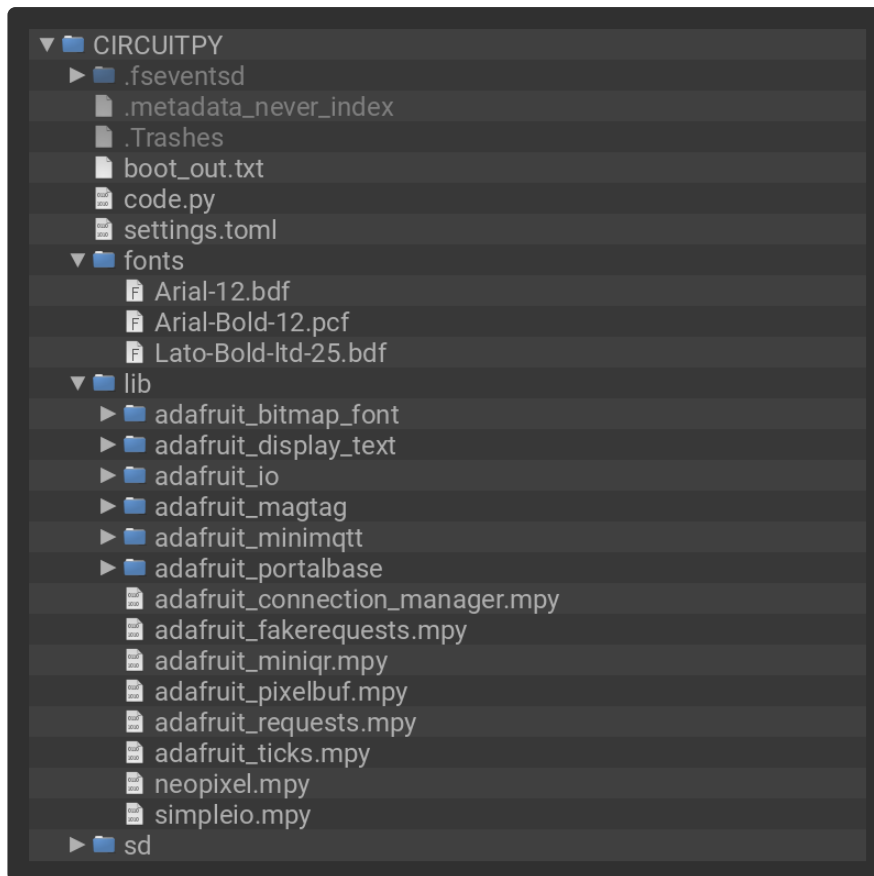 CIRCUITPY
.fseventsd
.metadata_never_index
.Trashes
boot_out.txt
code.py
settings.toml
fonts
Arial-12.bdf
Arial-Bold-12.pcf
Lato-Bold-ltd-25.bdf
lib
adafruit_bitmap_font
adafruit_display_text
adafruit_io
adafruit_magtag
adafruit_minimqtt
adafruit_portalbase
adafruit_connection_manager.mpy
adafruit_fakerequests.mpy
adafruit_miniqr.mpy
adafruit_pixelbuf.mpy
adafruit_requests.mpy
adafruit_ticks.mpy
neopixel.mpy
simpleio.mpy
sd